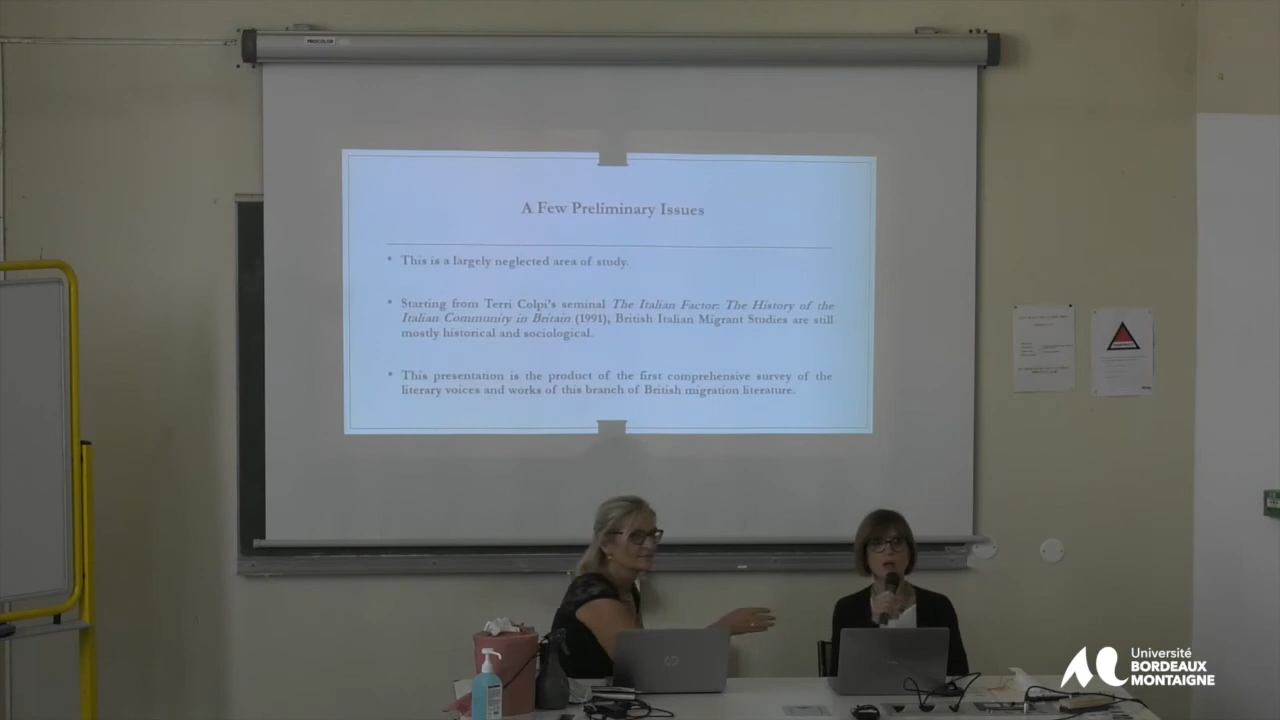 A Few Preliminary Issues
• This is a largely neglected area of study.
• Starting from Terri Colpi's seminal The Italian Factor: The History of the
Italian Community in Britain (1991), British Italian Migrant Studies are still
mostly historical and sociological.
• This presentation is the product of the first comprehensive survey of the
literary voices and works of this branch of British migration literature.
hp
Université
BORDEAUX
MONTAIGNE